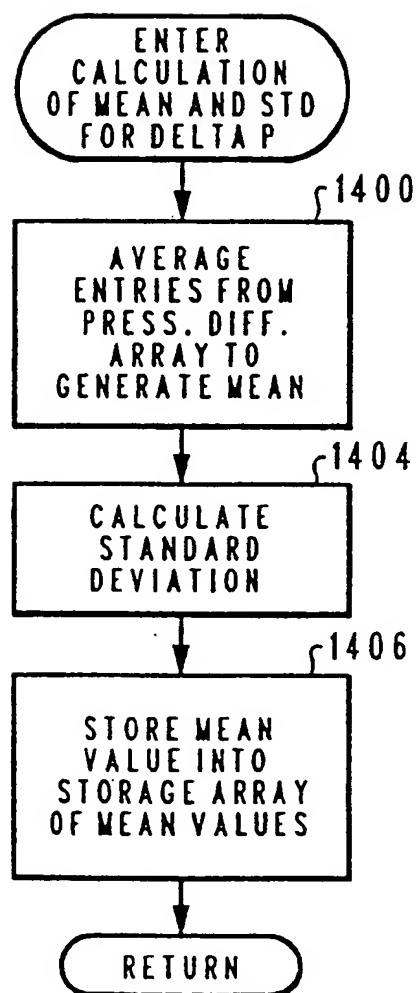 ENTER
CALCULATION
OF MEAN AND STD
FOR DELTA P
1400
AVERAGE
ENTRIES FROM
PRESS. DIFF.
ARRAY TO
GENERATE MEAN
1404
CALCULATE
STANDARD
DEVIATION
1406
STORE MEAN
VALUE INTO
STORAGE ARRAY
OF MEAN VALUES
RETURN